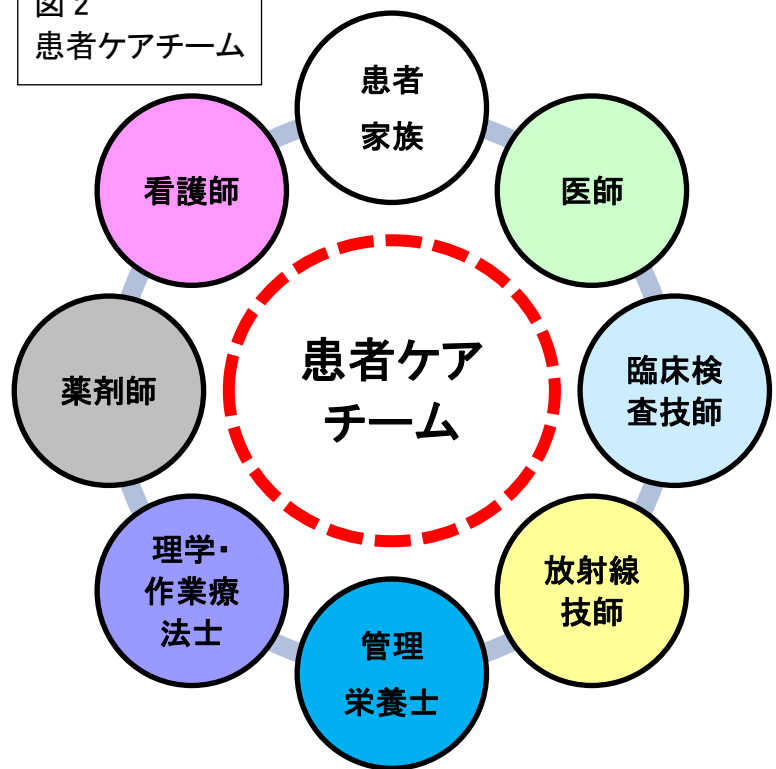 図２
患者ケアチーム
患者
家族
医師
臨床検
査技師
放射線
技師
管理
栄養士
理学・
作業療
法士
薬剤師
看護師
患者ケア
チーム